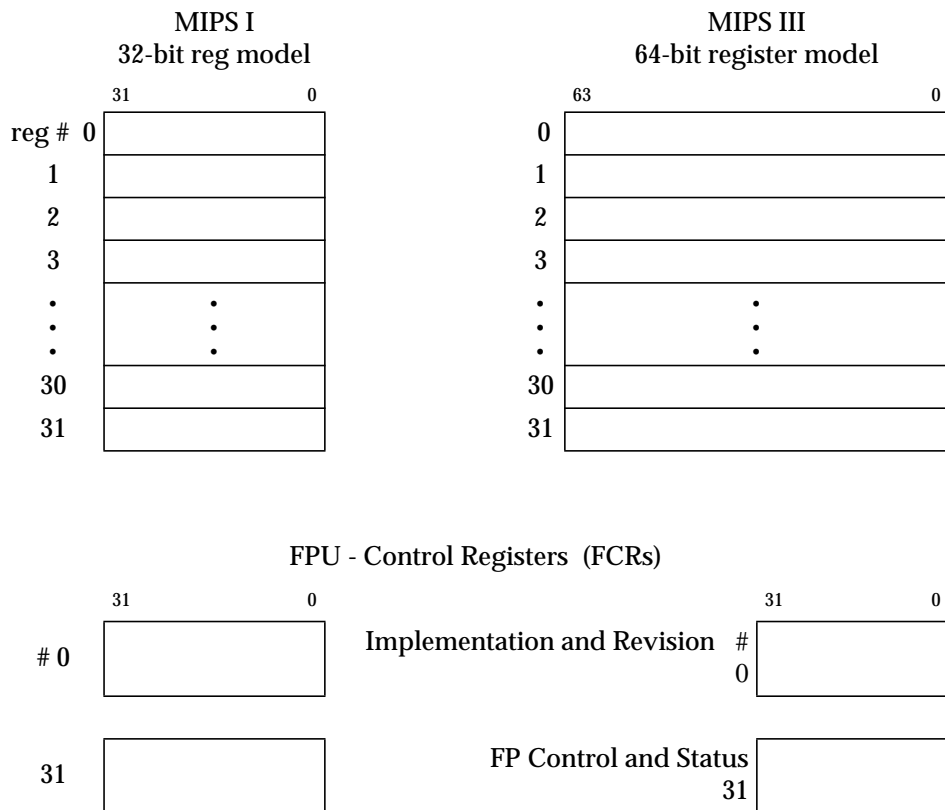 MIPS I
32-bit reg model
MIPS III
64-bit register model
31 0
63 0
reg # 0
1
2
3
30
31
0
1
2
3
30
31
FPU - Control Registers (FCRs)
31 0
31 0
# 0
Implementation and Revision #
0
31
FP Control and Status
31